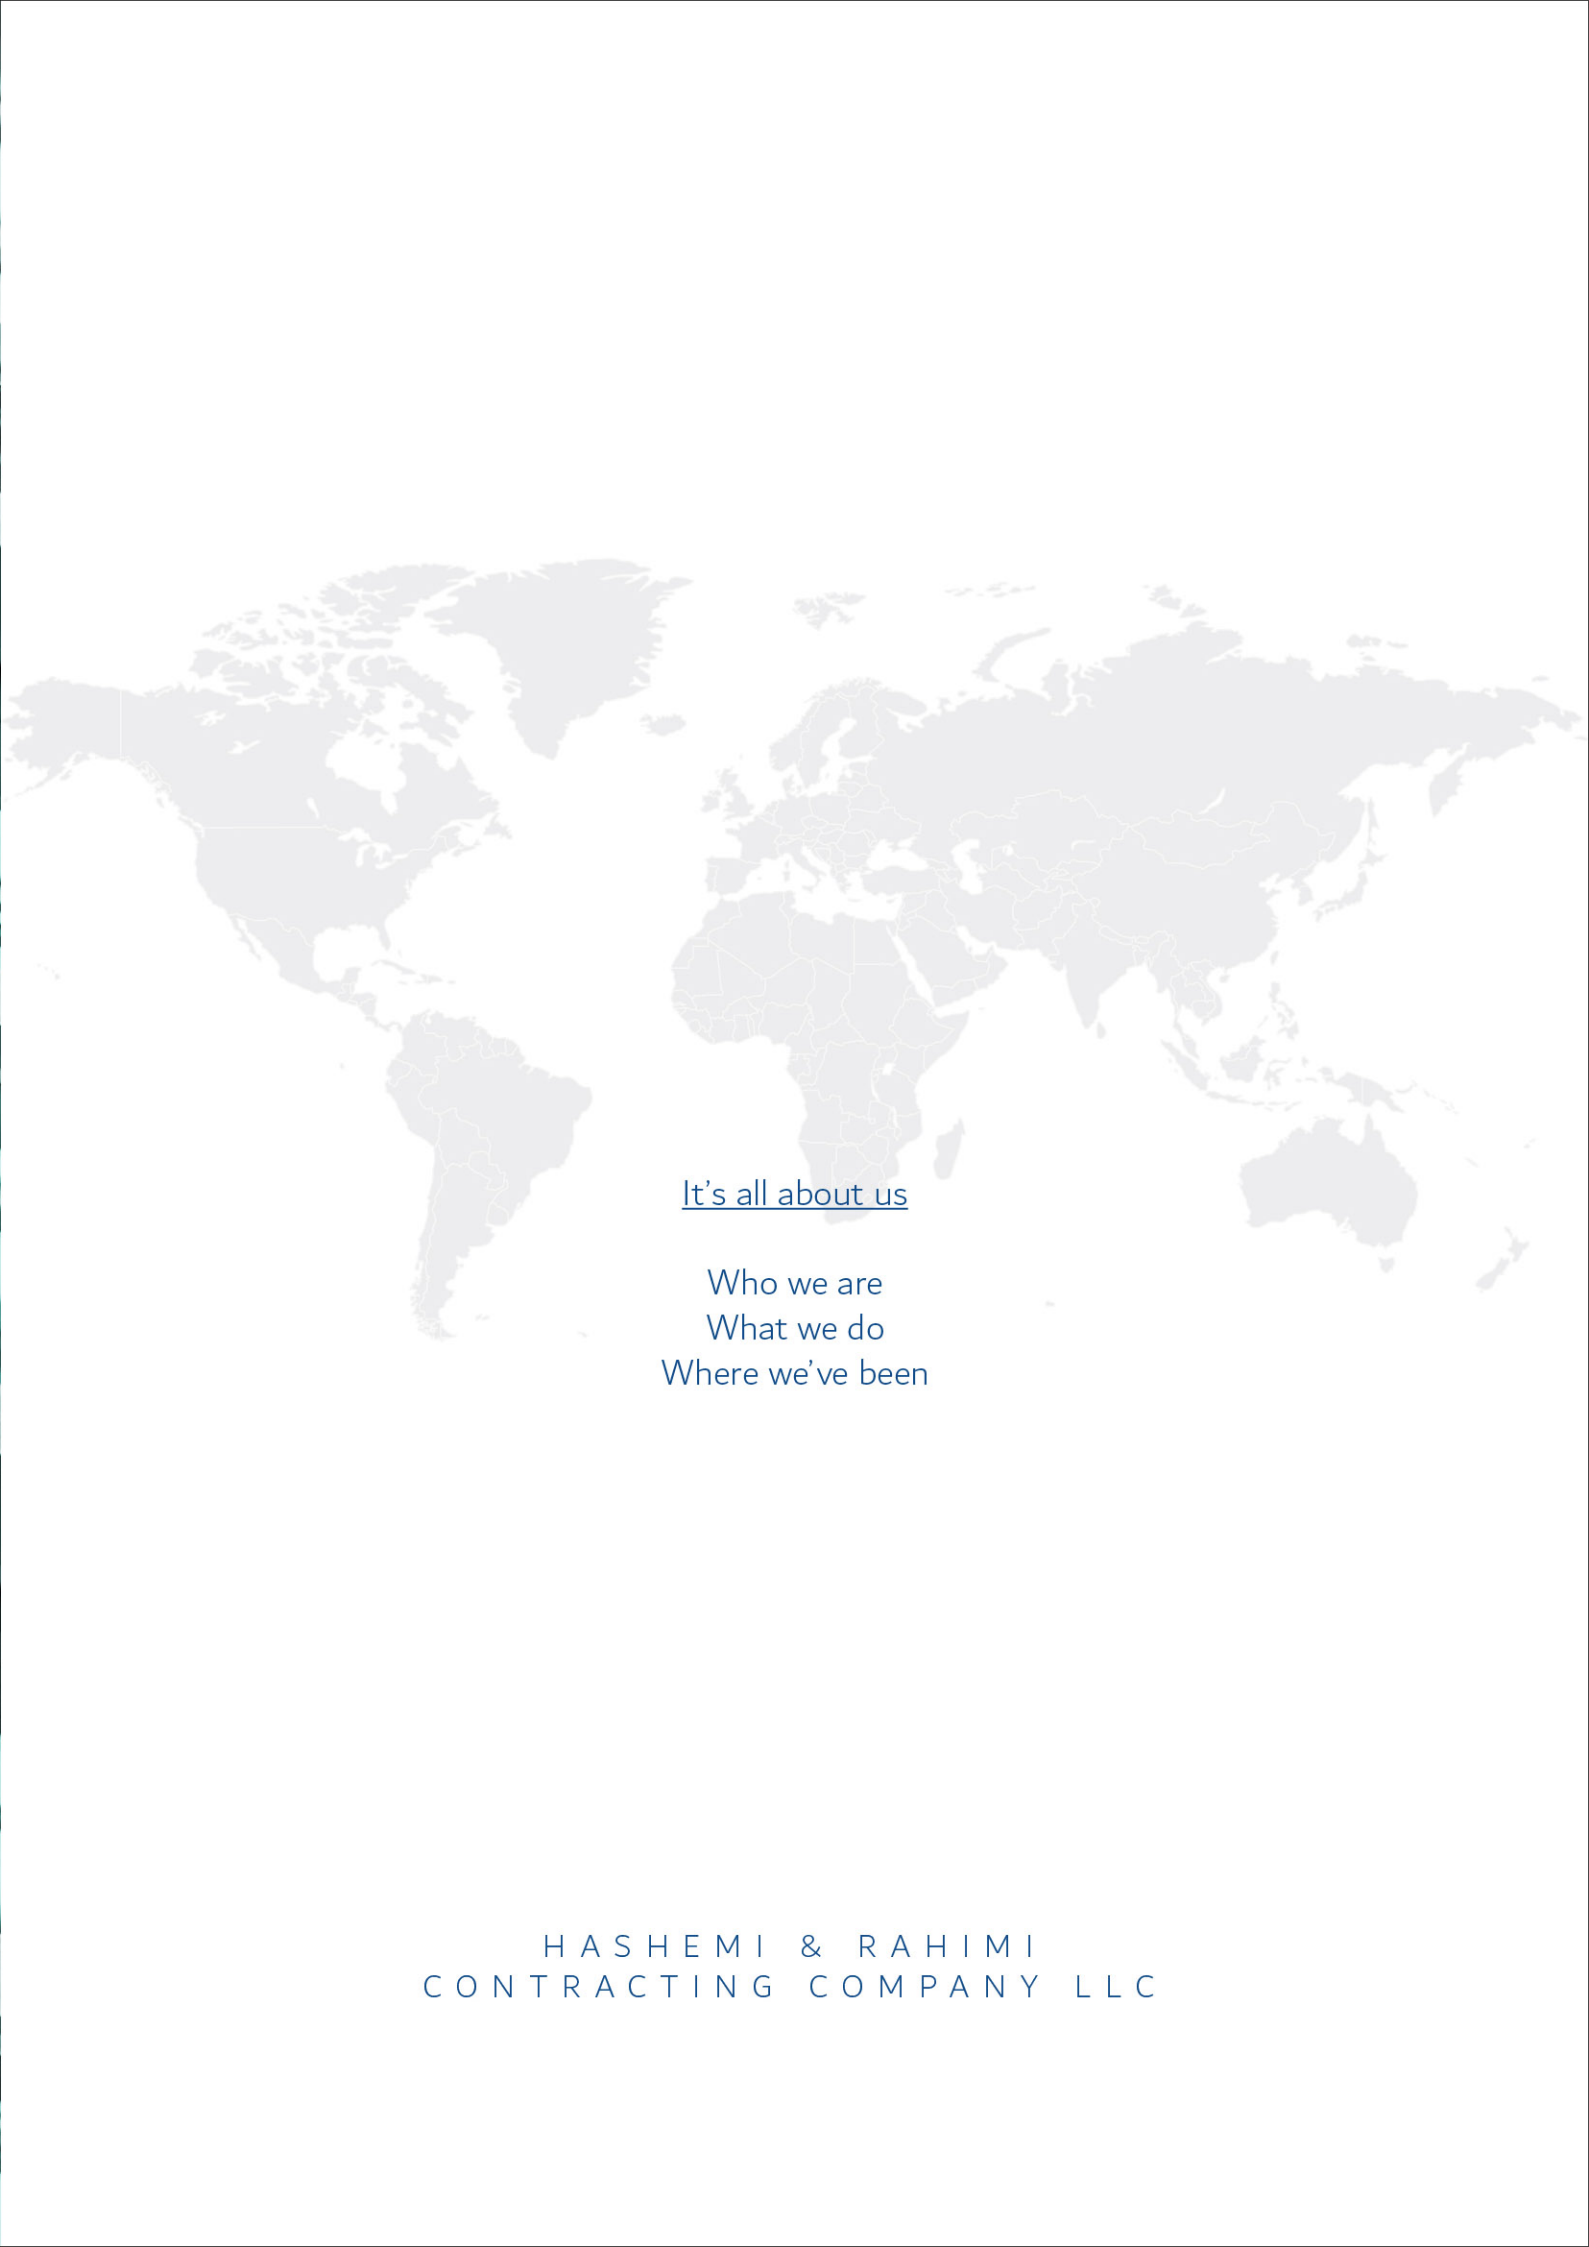 It’s all about us
Who we are
What we do
Where we’ve been
HASHEMI & RAHIMI
CONTRACTING COMPANY LLC